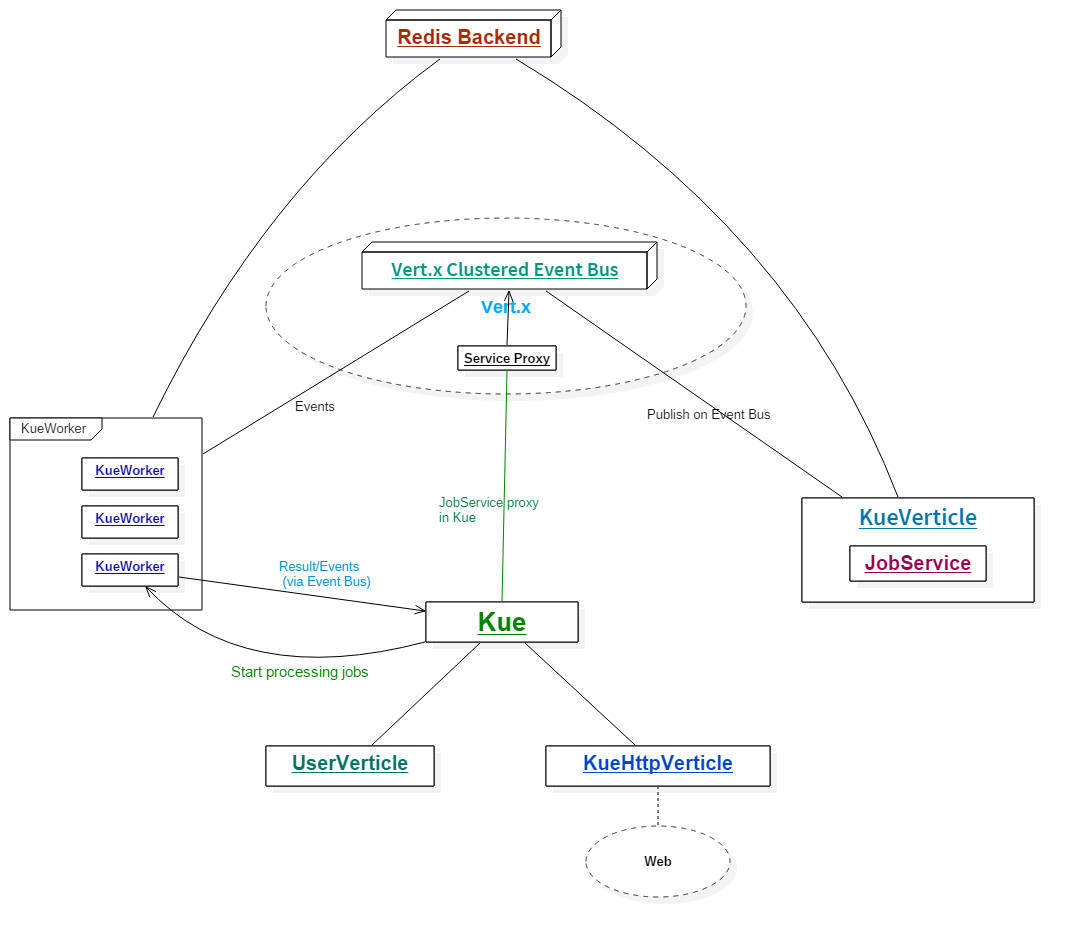 Redis Backend
Vert.x Clustered Event Bus
Vert.x
Service Proxy
Events
Publish on Event Bus
KueWorker
KueWorker
KueWorker
KueWorker
JobService proxy
in Kue
KueVerticle
JobService
Result/Events
(via Event Bus)
Kue
Start processing jobs
UserVerticle
KueHttpVerticle
Web